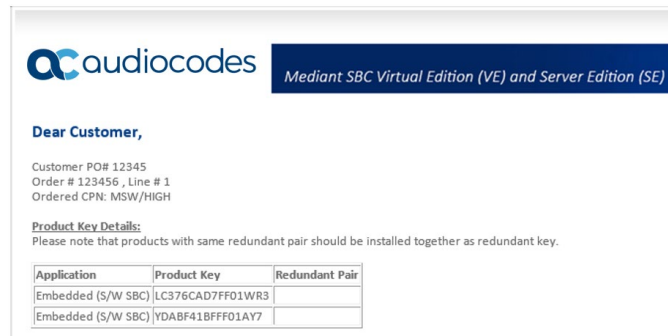 audiocodes
Mediant SBC Virtual Edition (VE) and Server Edition (SE)
Dear Customer,
Customer PO# 12345
Order # 123456 , Line # 1
Ordered CPN: MSW/HIGH
Product Key Details:
Please note that products with same redundant pair should be installed together as redundant key.
Application Product Key Redundant Pair
Embedded (S/W SBC) LC376CAD7FF01WR3
Embedded (S/W SBC) YDABF41BFFF01AY7